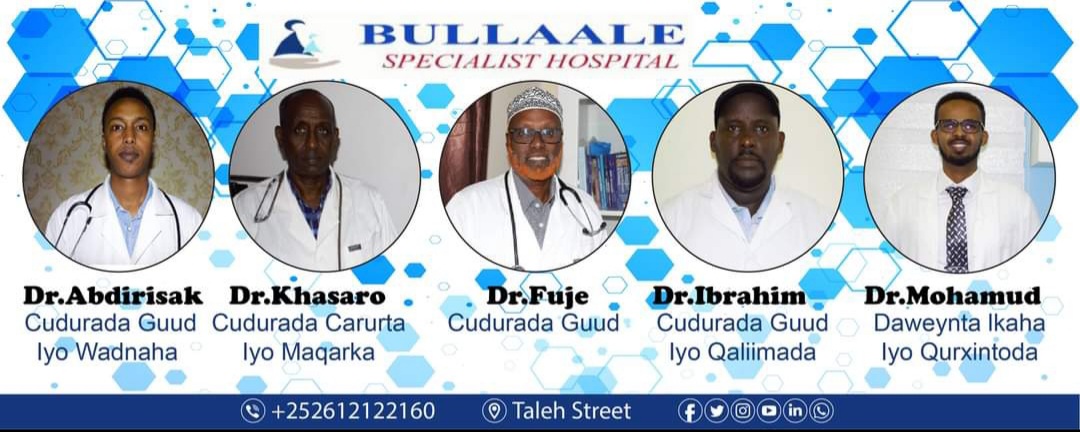 BULLAALE
SPECIALIST HOSPITAL
Dr.Abdirisak
Cudurada Guud
Iyo Wadnaha
Dr.Khasaro
Cudurada Carurta
Iyo Maqarka
Dr.Fuje
Cudurada Guud
Dr.Ibrahim
Cudurada Guud
Iyo Qaliimada
Dr.Mohamud
Daweynta Ikaha
Iyo Qurxintoda
+252612122160
Taleh Street